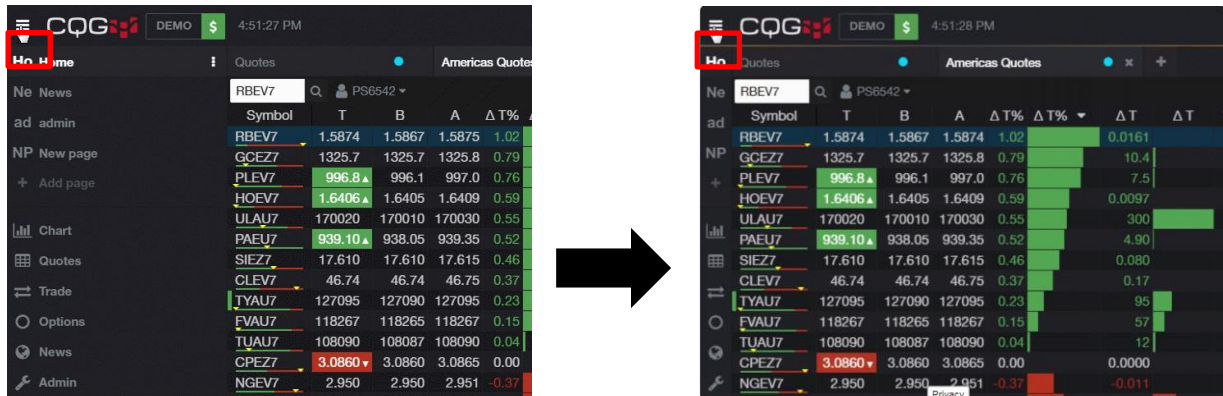 CQG DEMO $ 4:51:27 PM
Ho Home Quotes Americas Quotes
Ne News RBEV7 PS6542
Symbol T B A Δ T%
ad admin
RBEV7 1.5874 1.5867 1.5875 1.02
NP New page
GCEZ7 1325.7 1325.7 1325.8 0.79
+ Add page
PLEV7 996.8▲ 996.1 997.0 0.76
HOEV7 1.6406▲ 1.6405 1.6409 0.59
ULAU7 170020 170010 170030 0.55
Chart
PAEU7 939.10▲ 938.05 939.35 0.52
Quotes
SIEZ7 17.610 17.610 17.615 0.46
CLEV7 46.74 46.74 46.75 0.37
Trade
TYAU7 127095 127090 127095 0.23
Options
FVAU7 118267 118265 118267 0.15
TUAU7 108090 108087 108090 0.04
News
CPEZ7 3.0860▼ 3.0860 3.0865 0.00
Admin
NGEV7 2.950 2.950 2.951 -0.37
CQG DEMO $ 4:51:28 PM
Ho Quotes Americas Quotes × +
Ne RBEV7 PS6542
Symbol T B A Δ T% Δ T% ▼ Δ T Δ T
ad
RBEV7 1.5874 1.5867 1.5874 1.02 0.0161
NP
GCEZ7 1325.7 1325.7 1325.8 0.79 10.4
+
PLEV7 996.8▲ 996.1 997.0 0.76 7.5
HOEV7 1.6406▲ 1.6405 1.6409 0.59 0.0097
ULAU7 170020 170010 170030 0.55 300
PAEU7 939.10▲ 938.05 939.35 0.52 4.90
SIEZ7 17.610 17.610 17.615 0.46 0.080
CLEV7 46.74 46.74 46.75 0.37 0.17
TYAU7 127095 127090 127095 0.23 95
FVAU7 118267 118265 118267 0.15 57
TUAU7 108090 108087 108090 0.04 12
CPEZ7 3.0860▼ 3.0860 3.0865 0.00 0.0000
NGEV7 2.950 2.950 2.951 -0.37 -0.011
Privacy